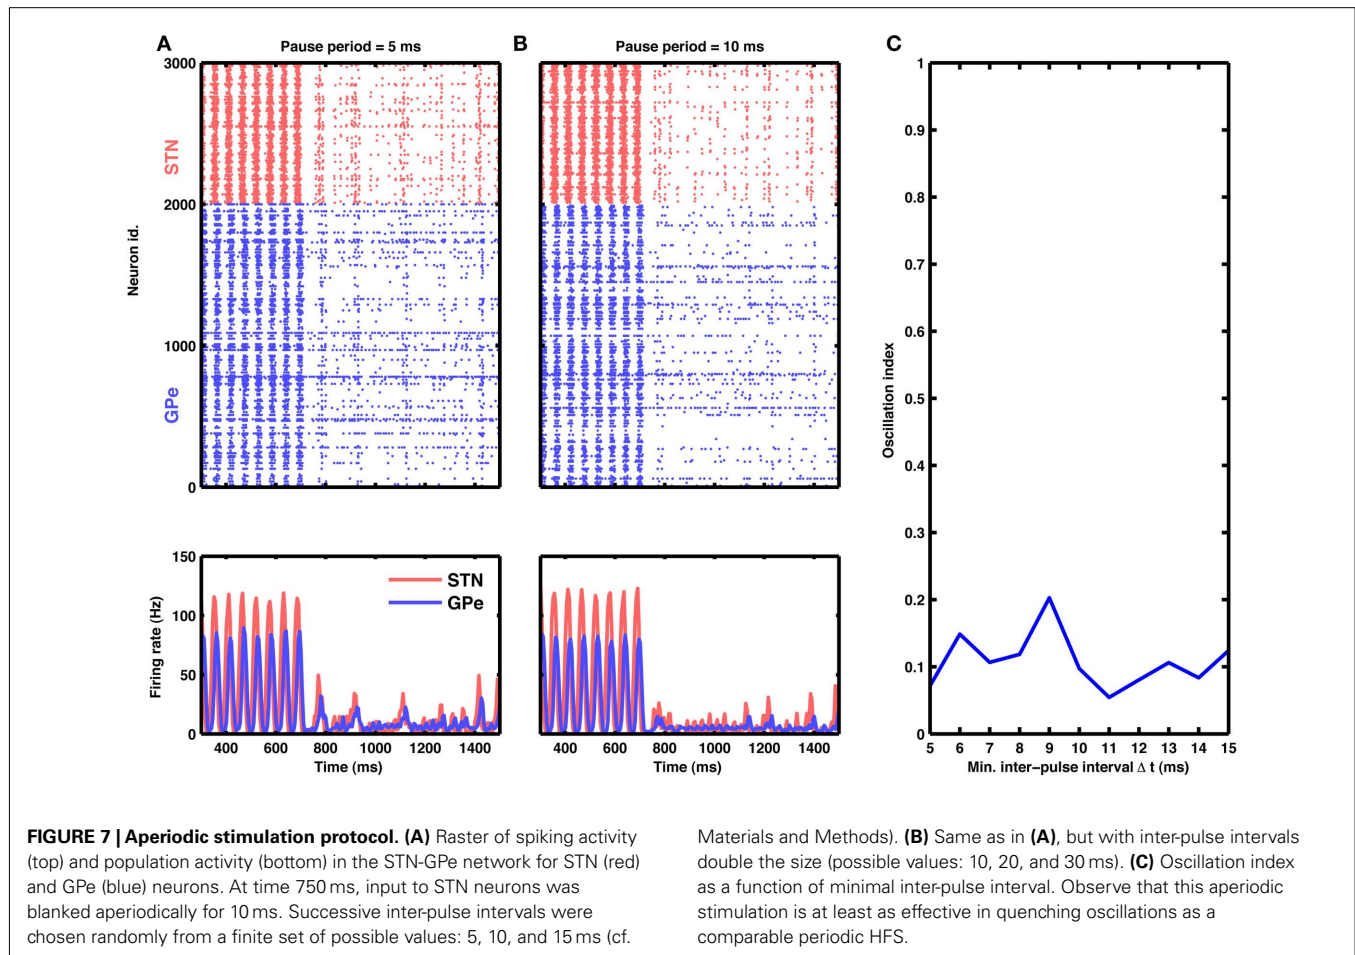 A
Pause period = 5 ms
B
Pause period = 10 ms
C
3000
2000
1000
0
Neuron id.
STN
GPe
150
100
50
0
Firing rate (Hz)
STN
GPe
400 600 800 1000 1200 1400
Time (ms)
400 600 800 1000 1200 1400
Time (ms)
1
0.9
0.8
0.7
0.6
0.5
0.4
0.3
0.2
0.1
0
Oscillation index
5 6 7 8 9 10 11 12 13 14 15
Min. inter−pulse interval Δ t (ms)
FIGURE 7 | Aperiodic stimulation protocol. (A) Raster of spiking activity
(top) and population activity (bottom) in the STN-GPe network for STN (red)
and GPe (blue) neurons. At time 750 ms, input to STN neurons was
blanked aperiodically for 10 ms. Successive inter-pulse intervals were
chosen randomly from a finite set of possible values: 5, 10, and 15 ms (cf.
Materials and Methods). (B) Same as in (A), but with inter-pulse intervals
double the size (possible values: 10, 20, and 30 ms). (C) Oscillation index
as a function of minimal inter-pulse interval. Observe that this aperiodic
stimulation is at least as effective in quenching oscillations as a
comparable periodic HFS.